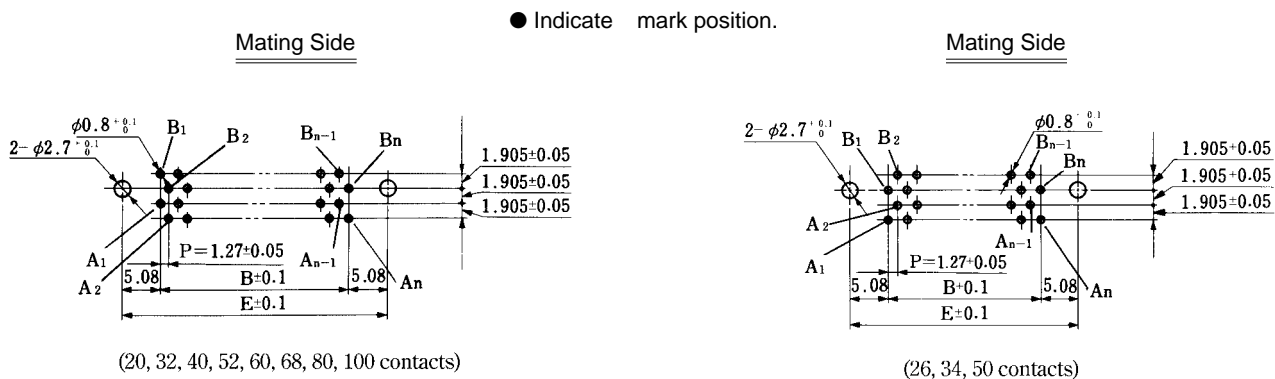 ● Indicate mark position.
Mating Side
φ0.8 +0.1 0
B1
B2
Bn−1
Bn
2−φ2.7 +0.1 0
1.905±0.05
1.905±0.05
1.905±0.05
A1
A2
P=1.27±0.05
An−1
An
5.08
B±0.1
5.08
E±0.1
(20, 32, 40, 52, 60, 68, 80, 100 contacts)
Mating Side
2−φ2.7 +0.1 0
B1
B2
φ0.8 +0.1 0
Bn−1
Bn
1.905+0.05
1.905+0.05
1.905±0.05
A2
A1
An−1
P=1.27+0.05
An
5.08
B+0.1
5.08
E±0.1
(26, 34, 50 contacts)